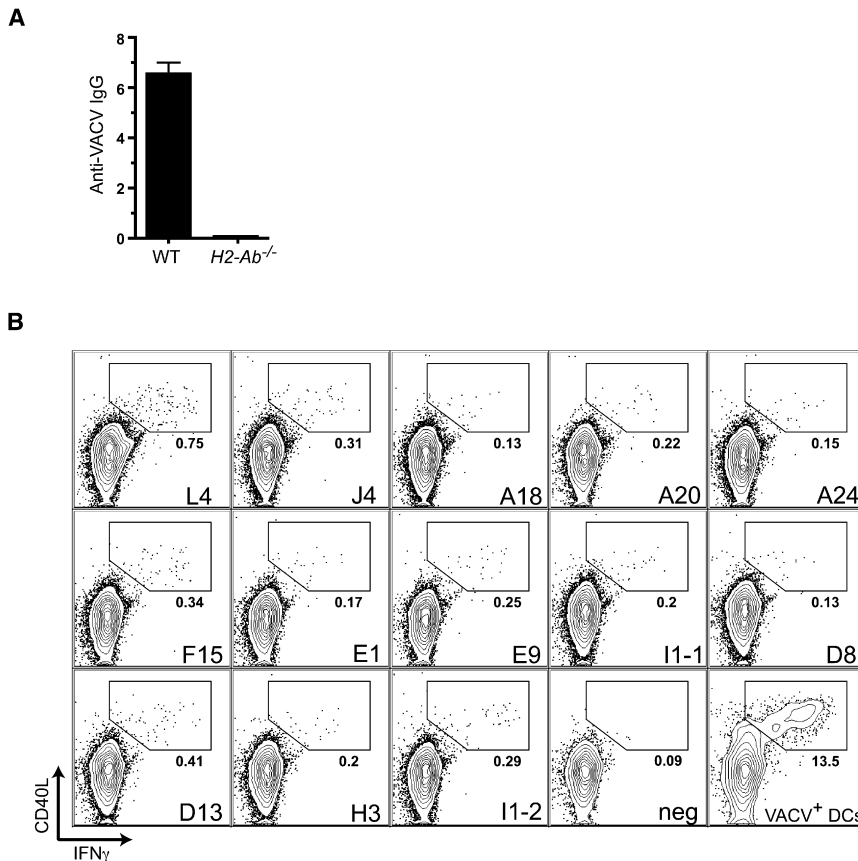 A
8
6
4
2
0
Anti-VACV IgG
WT
H2-Ab-/-
B
0.75
L4
0.31
J4
0.13
A18
0.22
A20
0.15
A24
0.34
F15
0.17
E1
0.25
E9
0.2
I1-1
0.13
D8
0.41
D13
0.2
H3
0.29
I1-2
0.09
neg
13.5
VACV+ DCs
CD40L
IFNγ